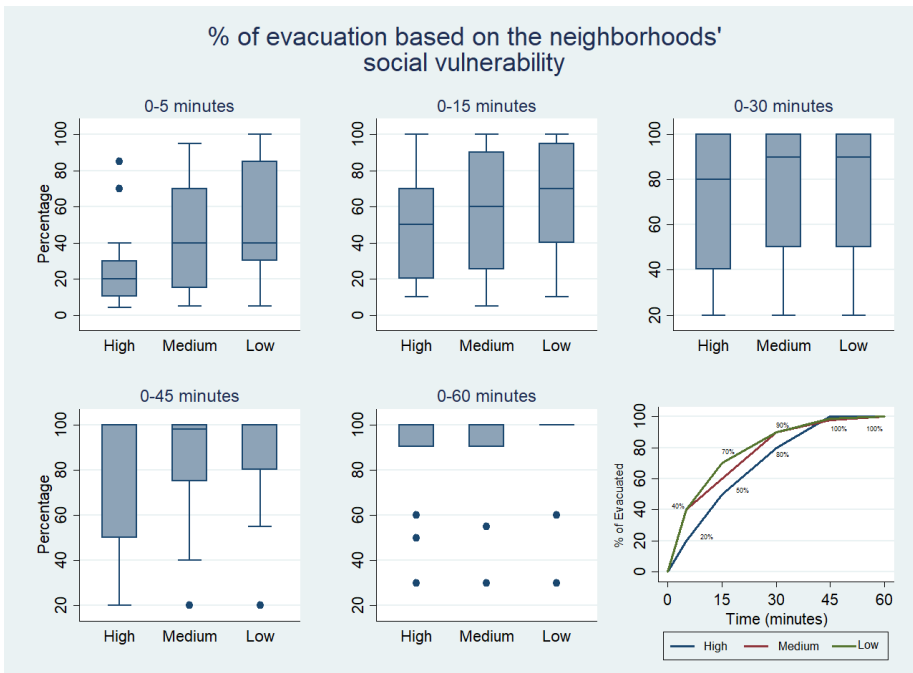 % of evacuation based on the neighborhoods'
social vulnerability
0-5 minutes
Percentage
100
80
60
40
20
0
High Medium Low
0-15 minutes
100
80
60
40
20
0
High Medium Low
0-30 minutes
100
80
60
40
20
High Medium Low
0-45 minutes
Percentage
100
80
60
40
20
High Medium Low
0-60 minutes
100
80
60
40
20
High Medium Low
% of Evacuated
100
80
60
40
20
0
40%
20%
70%
50%
90%
80%
100%
100%
0 15 30 45 60
Time (minutes)
High Medium Low